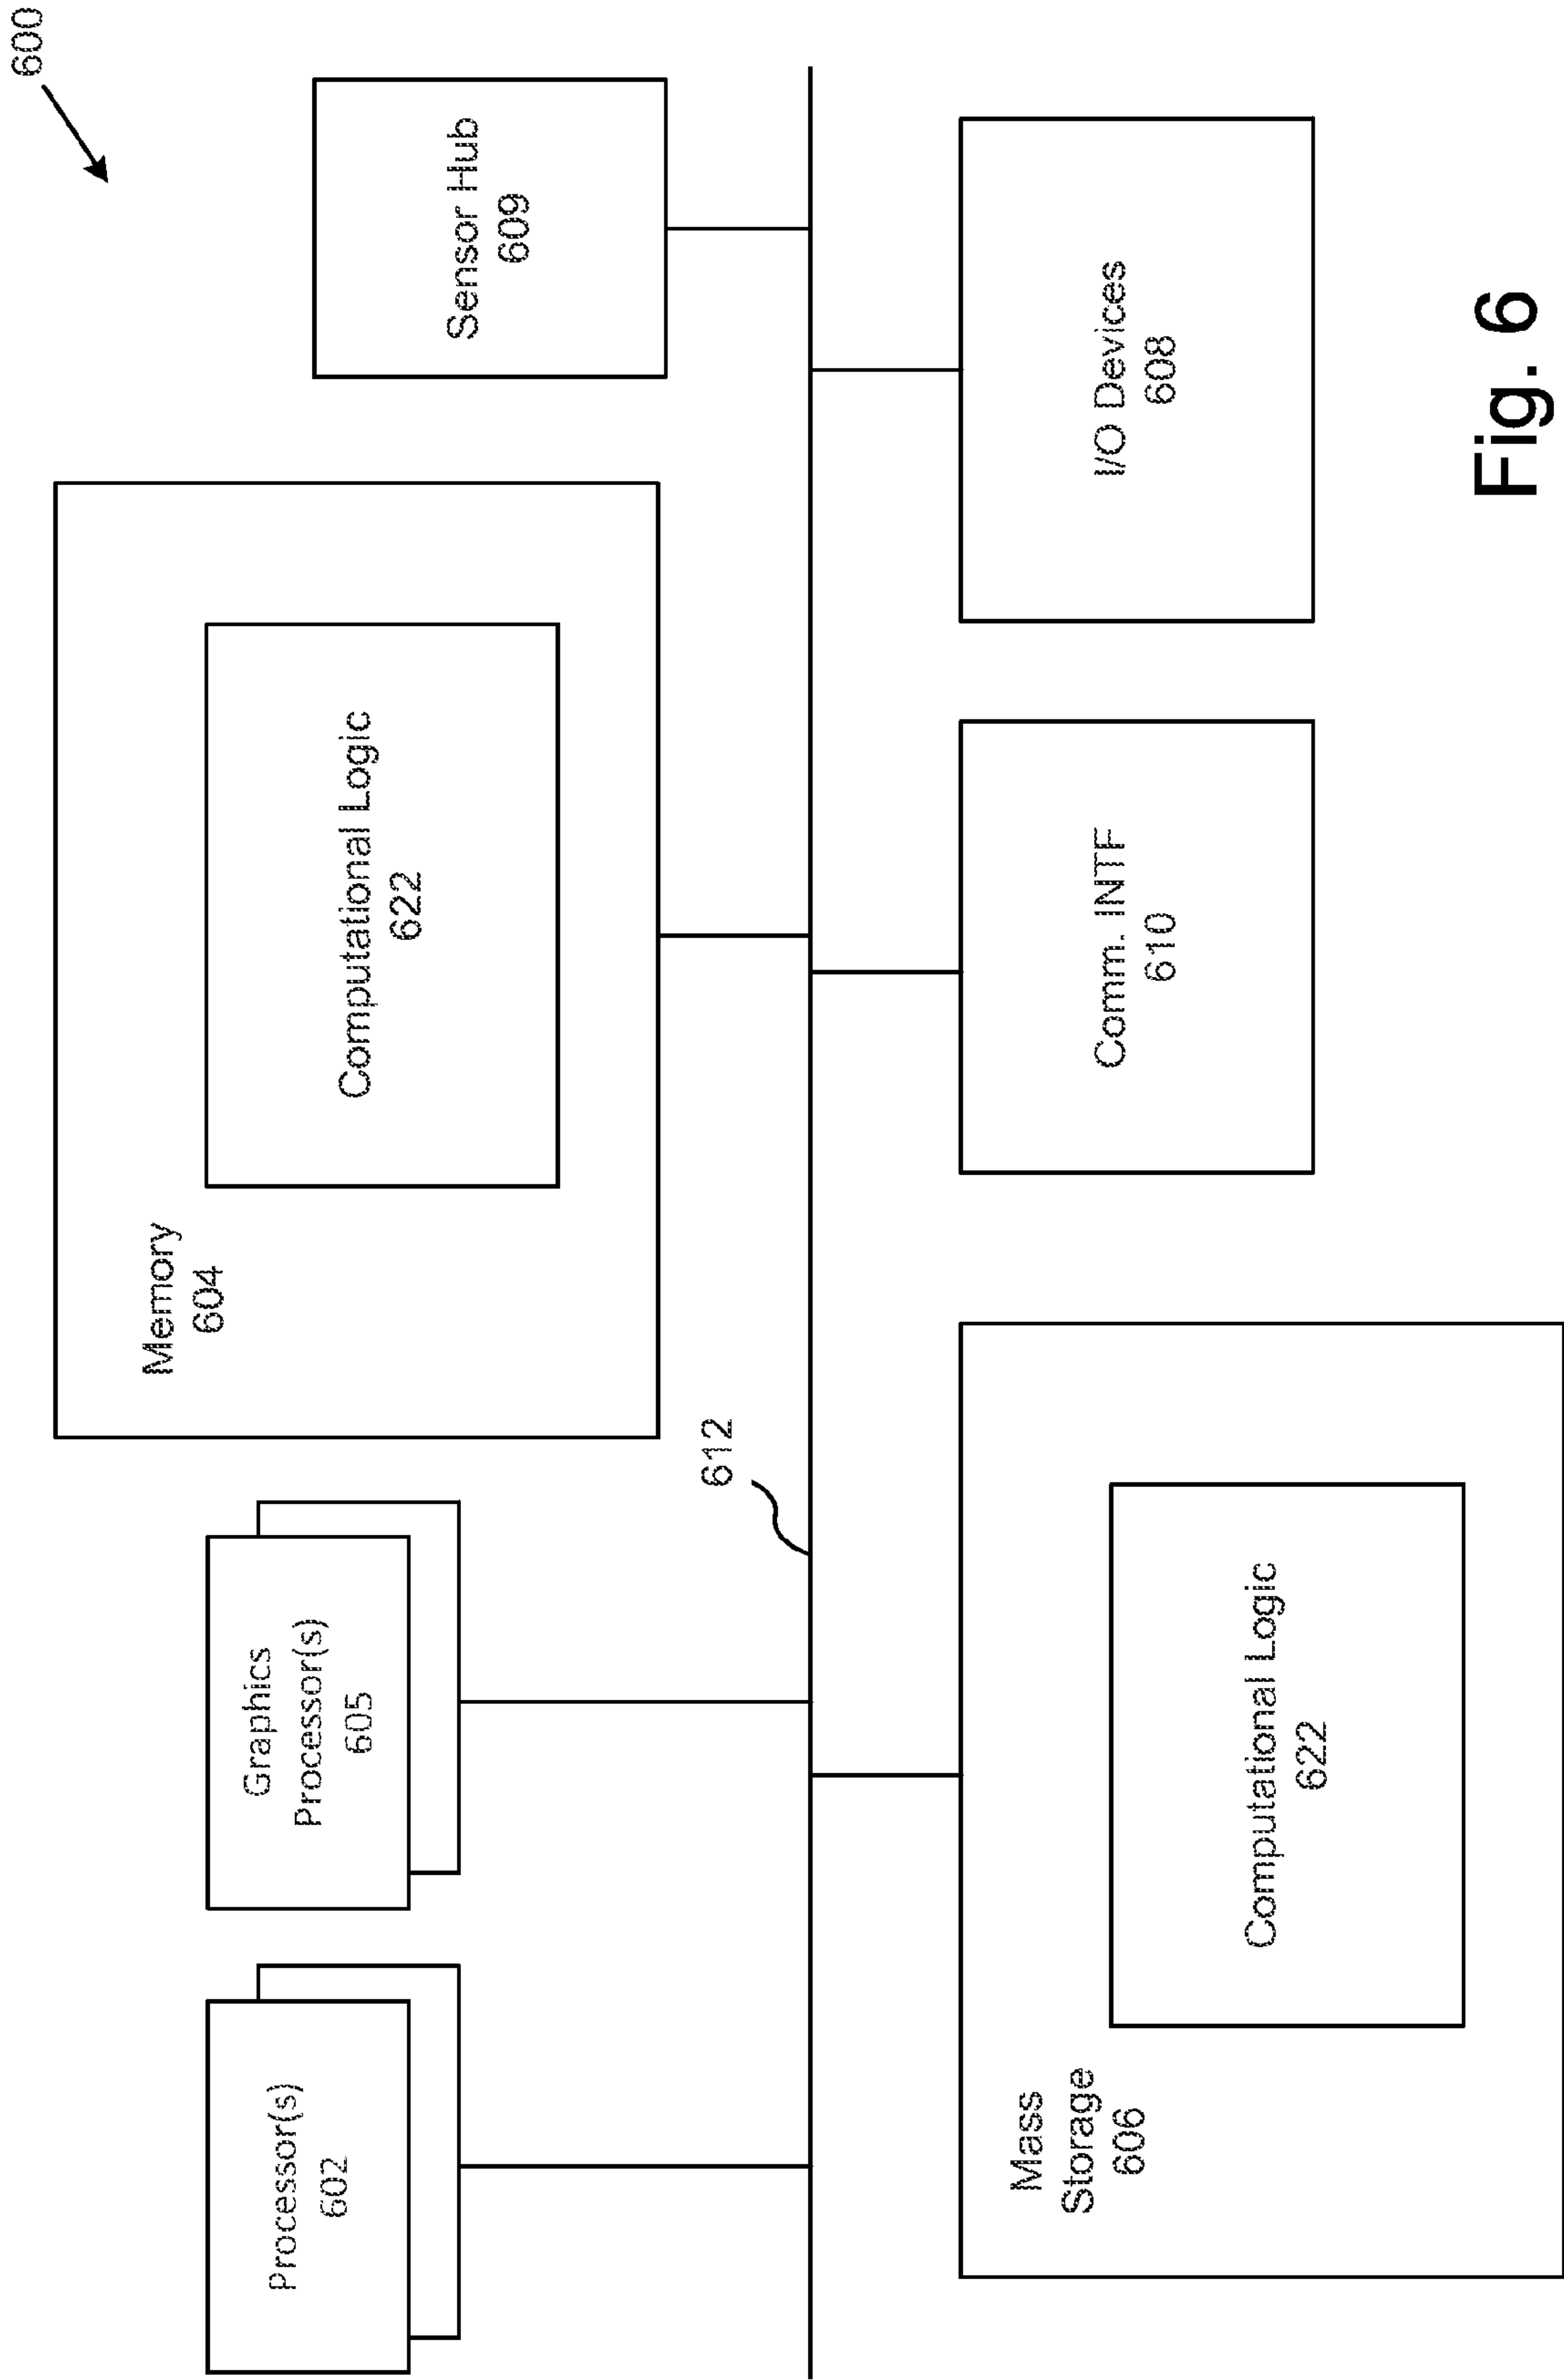 600
Processor(s)
602
Graphics
Processor(s)
605
Memory
604
Computational Logic
622
Sensor Hub
609
612
Mass
Storage
606
Computational Logic
622
Comm. INTF
610
I/O Devices
608
Fig. 6